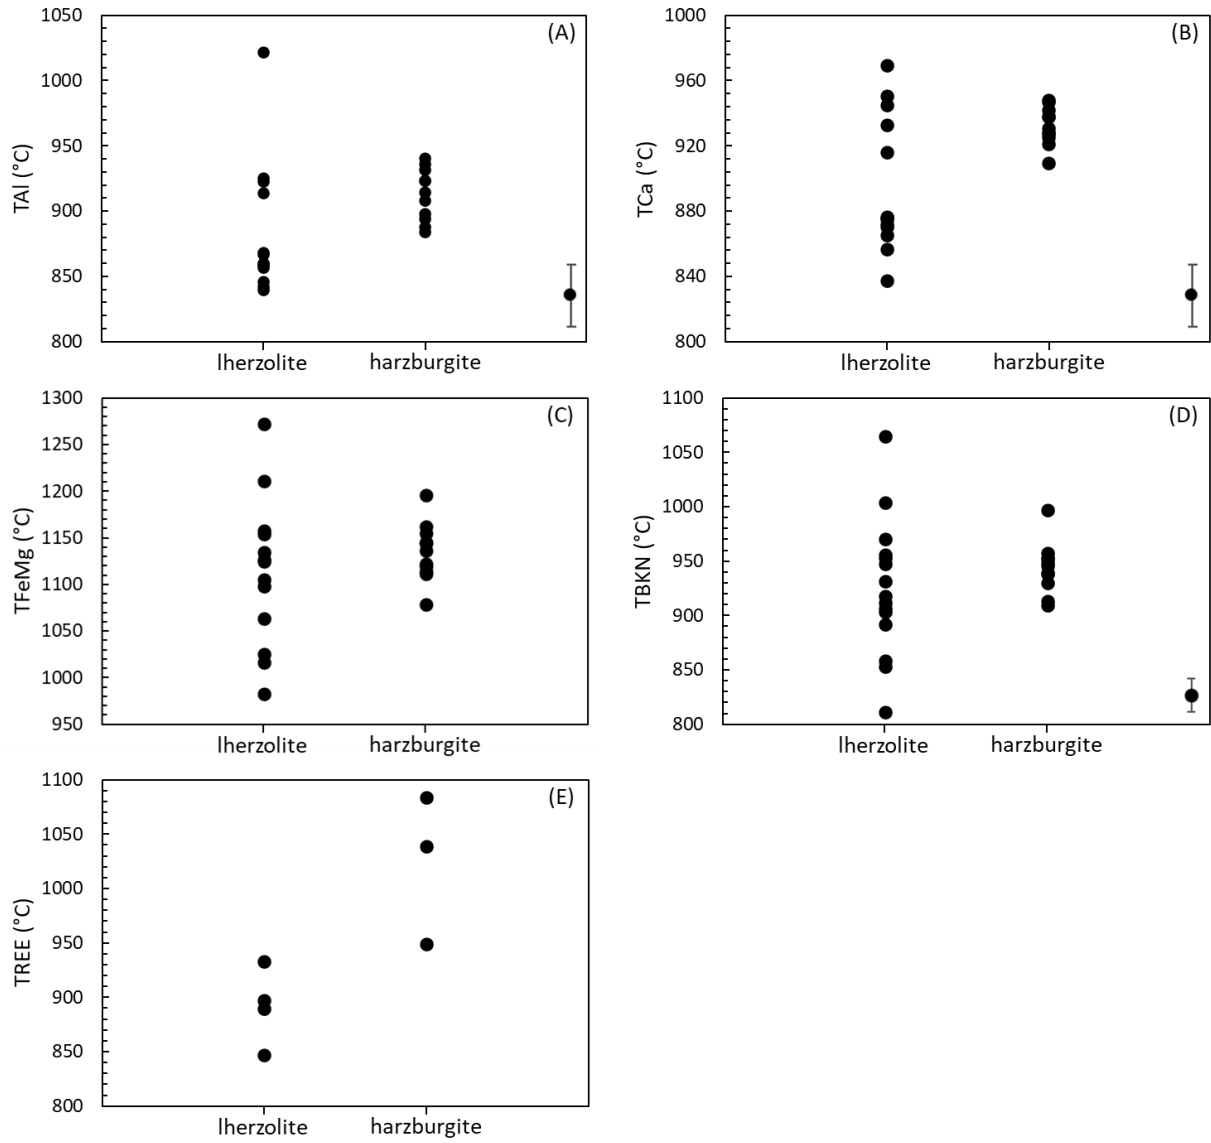 (A)
TAl (°C)
1050
1000
950
900
850
800
lherzolite harzburgite
(B)
TCa (°C)
1000
960
920
880
840
800
lherzolite harzburgite
(C)
TFeMg (°C)
1300
1250
1200
1150
1100
1050
1000
950
lherzolite harzburgite
(D)
TBKN (°C)
1100
1050
1000
950
900
850
800
lherzolite harzburgite
(E)
TREE (°C)
1100
1050
1000
950
900
850
800
lherzolite harzburgite